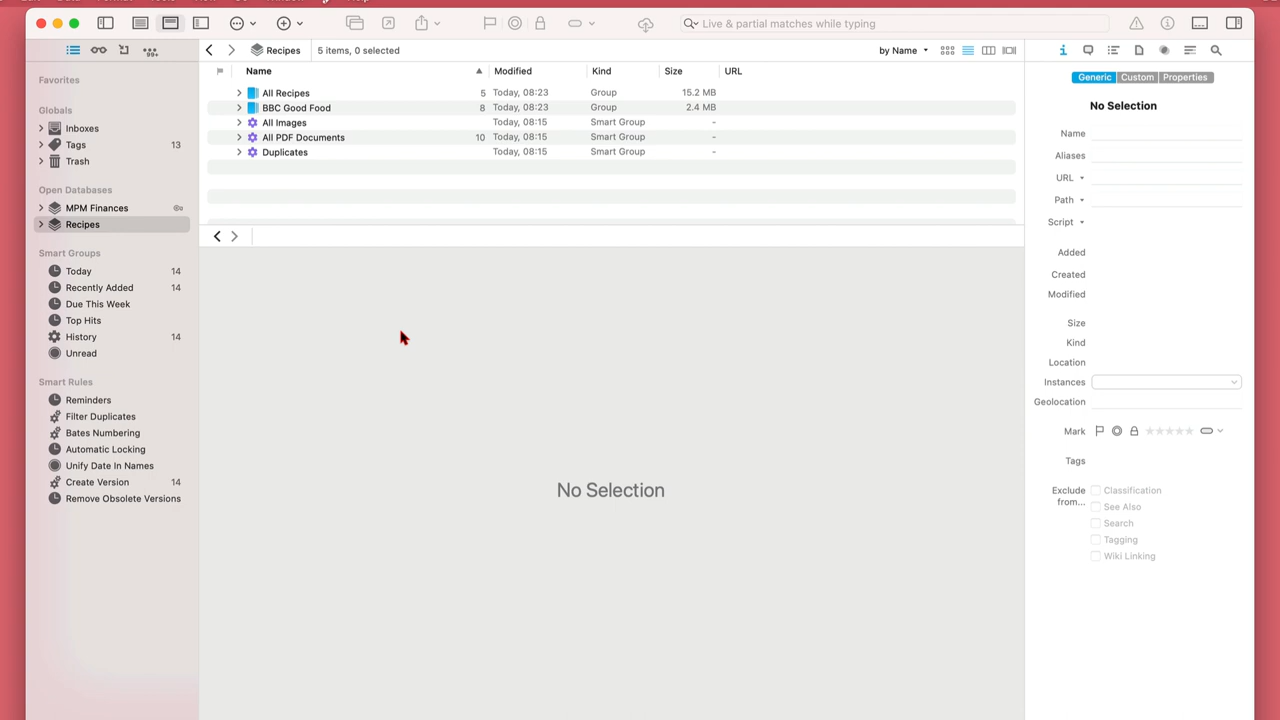 Live & partial matches while typing
Recipes
5 items, 0 selected
by Name
Name Modified Kind Size URL
All Recipes 5 Today, 08:23 Group 15.2 MB
BBC Good Food 8 Today, 08:23 Group 2.4 MB
All Images Today, 08:15 Smart Group -
All PDF Documents 10 Today, 08:15 Smart Group -
Duplicates Today, 08:15 Smart Group -
Favorites
Globals
Inboxes
Tags 13
Trash
Open Databases
MPM Finances
Recipes
Smart Groups
Today 14
Recently Added 14
Due This Week
Top Hits
History 14
Unread
Smart Rules
Reminders
Filter Duplicates
Bates Numbering
Automatic Locking
Unify Date In Names
Create Version 14
Remove Obsolete Versions
No Selection
Generic Custom Properties
No Selection
Name
Aliases
URL
Path
Script
Added
Created
Modified
Size
Kind
Location
Instances
Geolocation
Mark
Tags
Exclude from...
Classification
See Also
Search
Tagging
Wiki Linking